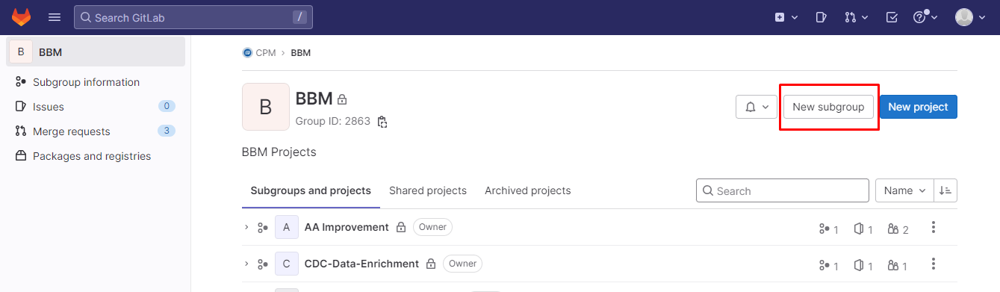 Search GitLab /
B BBM
Subgroup information
Issues 0
Merge requests 3
Packages and registries
CPM › BBM
B
BBM
Group ID: 2863
New subgroup
New project
BBM Projects
Subgroups and projects Shared projects Archived projects
Search
Name
A AA Improvement Owner 1 1 2
C CDC-Data-Enrichment Owner 1 1 1